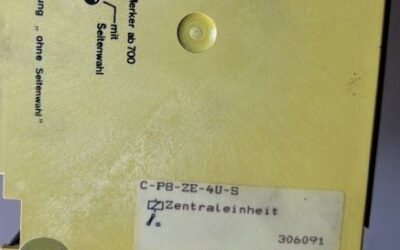 Merker ab 700
mit
Seitenwahl
ung „ ohne Seitenwahl "
C-PB-ZE-4U-S
Zentraleinheit
306091